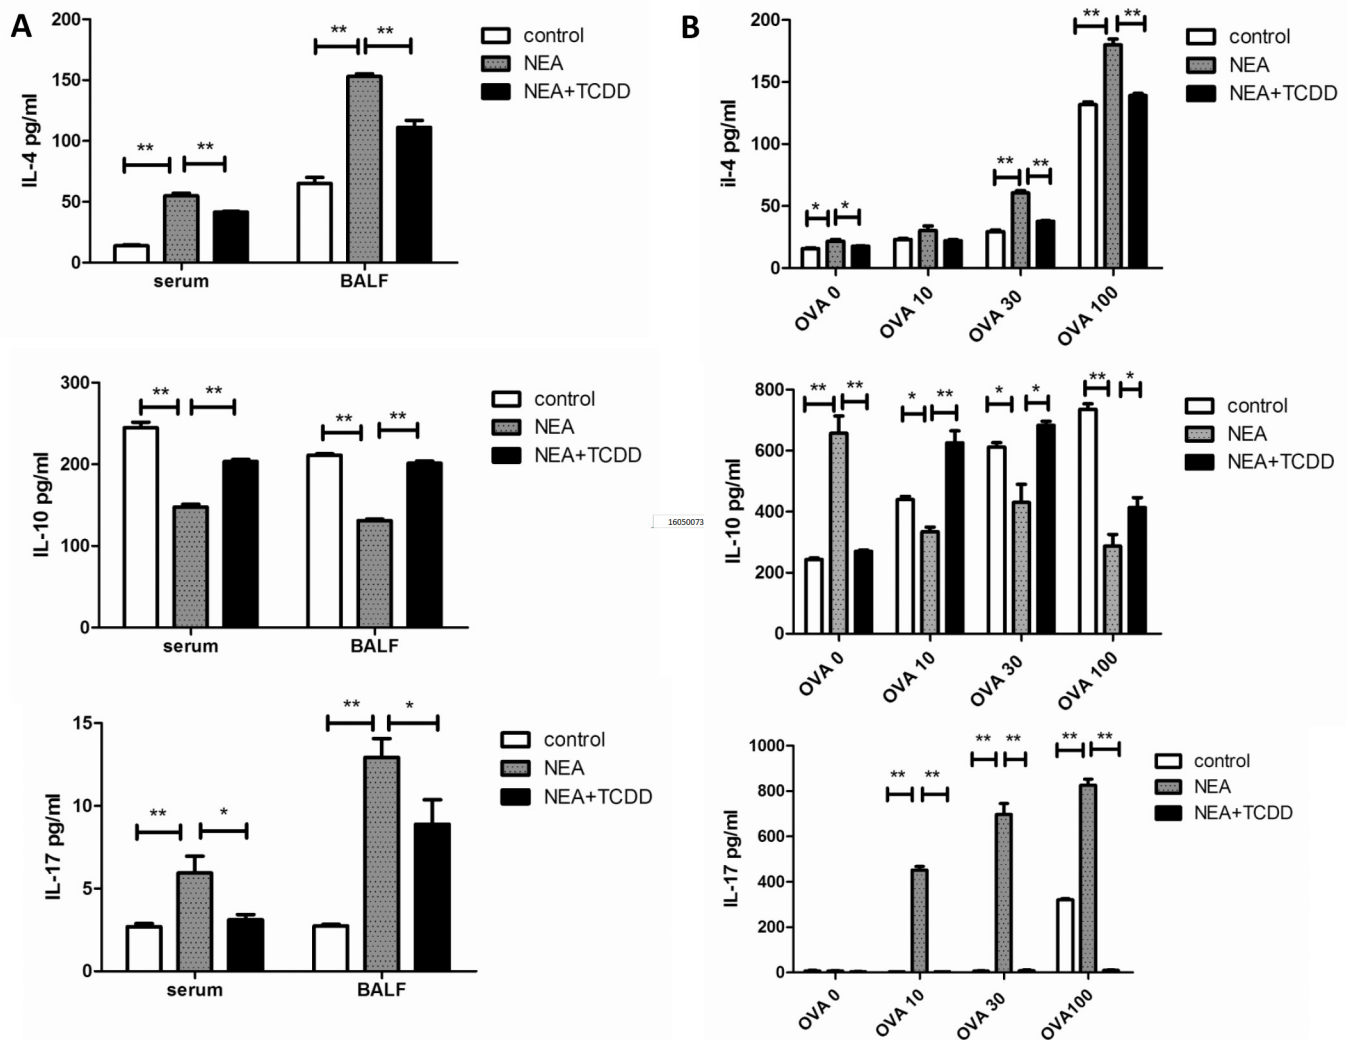 A
IL-4 pg/ml
200
150
100
50
0
** ** ** **
serum BALF
control
NEA
NEA+TCDD
IL-10 pg/ml
300
200
100
0
** ** ** **
serum BALF
control
NEA
NEA+TCDD
IL-17 pg/ml
15
10
5
0
** * ** *
serum BALF
control
NEA
NEA+TCDD
16050073
B
il-4 pg/ml
200
150
100
50
0
* * ** ** ** **
OVA 0 OVA 10 OVA 30 OVA 100
control
NEA
NEA+TCDD
IL-10 pg/ml
800
600
400
200
0
** ** * ** * * ** *
OVA 0 OVA 10 OVA 30 OVA 100
control
NEA
NEA+TCDD
IL-17 pg/ml
1000
800
600
400
200
0
** ** ** ** ** **
OVA 0 OVA 10 OVA 30 OVA100
control
NEA
NEA+TCDD